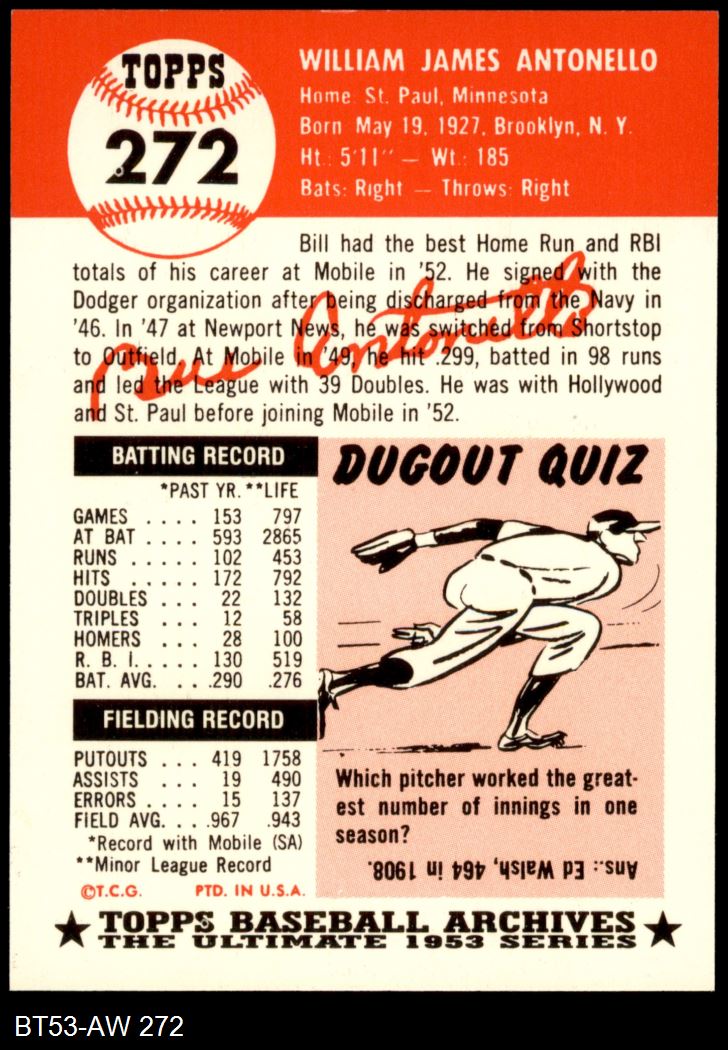 TOPPS
272
WILLIAM JAMES ANTONELLO
Home: St. Paul, Minnesota
Born May 19, 1927, Brooklyn, N. Y.
Ht.: 5'11" — Wt.: 185
Bats: Right — Throws: Right
Bill had the best Home Run and RBI
totals of his career at Mobile in '52. He signed with the
Dodger organization after being discharged from the Navy in
'46. In '47 at Newport News, he was switched from Shortstop
to Outfield. At Mobile in '49, he hit .299, batted in 98 runs
and led the League with 39 Doubles. He was with Hollywood
and St. Paul before joining Mobile in '52.
Bill Antonello
BATTING RECORD
*PAST YR. **LIFE
GAMES .... 153 797
AT BAT .... 593 2865
RUNS ..... 102 453
HITS ..... 172 792
DOUBLES ... 22 132
TRIPLES ... 12 58
HOMERS ... 28 100
R. B. I. .... 130 519
BAT. AVG. ... .290 .276
FIELDING RECORD
PUTOUTS ... 419 1758
ASSISTS ... 19 490
ERRORS .... 15 137
FIELD AVG. ... .967 .943
*Record with Mobile (SA)
**Minor League Record
©T.C.G. PTD. IN U.S.A.
DUGOUT QUIZ
Which pitcher worked the great-
est number of innings in one
season?
Ans.: Ed Walsh, 464 in 1908.
★ TOPPS BASEBALL ARCHIVES ★
THE ULTIMATE 1953 SERIES
BT53-AW 272